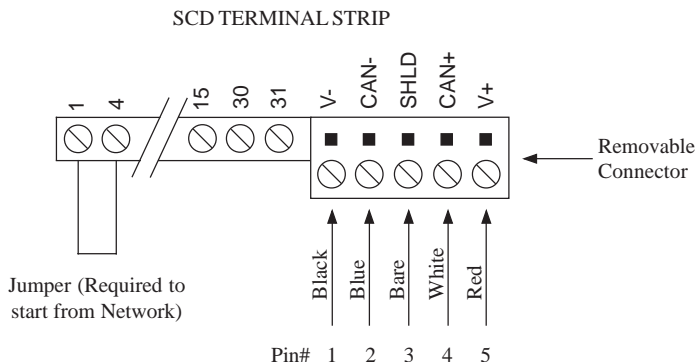 SCD TERMINAL STRIP
1 4 15 30 31 V- CAN- SHLD CAN+ V+
Removable
Connector
Black Blue Bare White Red
Jumper (Required to
start from Network)
Pin# 1 2 3 4 5